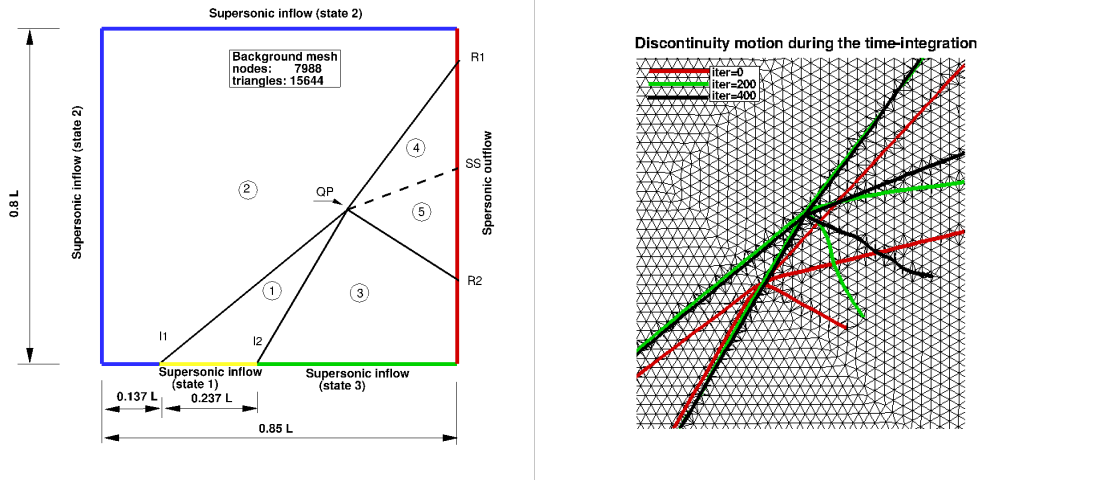 Supersonic inflow (state 2)
Background mesh
nodes: 7988
triangles: 15644
R1
4
SS
Supersonic inflow (state 2)
0.8 L
2
QP
5
Spersonic outflow
R2
1
3
I1
I2
Supersonic inflow
(state 1)
Supersonic inflow
(state 3)
0.137 L
0.237 L
0.85 L
Discontinuity motion during the time-integration
iter=0
iter=200
iter=400